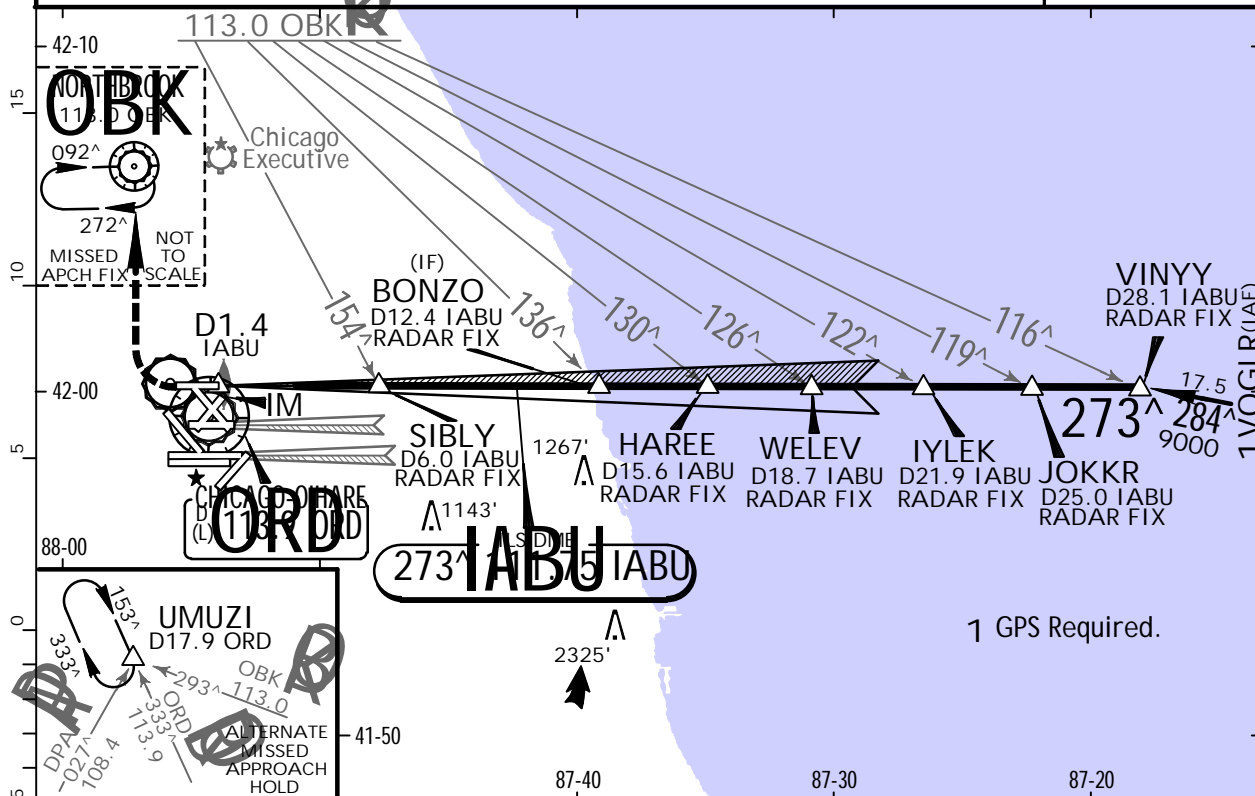 113.0 OBK
42-10
15
OBK
NORTHBROOK
113.0 OBK
092^
272^
MISSED
APCH FIX
NOT
TO
SCALE
Chicago
Executive
10
(IF)
BONZO
D12.4 IABU
RADAR FIX
154^
136^
130^
126^
122^
119^
116^
VINYY
D28.1 IABU
RADAR FIX
D1.4
IABU
42-00
IM
17.5
273^
284^
9000
5
SIBLY
D6.0 IABU
RADAR FIX
1267'
HAREE
D15.6 IABU
RADAR FIX
WELEV
D18.7 IABU
RADAR FIX
IYLEK
D21.9 IABU
RADAR FIX
JOKKR
D25.0 IABU
RADAR FIX
CHICAGO-O'HARE
D
(L) 113.9 ORD
ORD
1143'
88-00
ILS DME
273^ 111.75 IABU
IABU
153^
333^
UMUZI
D17.9 ORD
0
1 GPS Required.
2325'
OBK
293^ 113.0
ORD
333^
113.9
DPA
027^
108.4
ALTERNATE
MISSED
APPROACH
HOLD
41-50
5
87-40
87-30
87-20